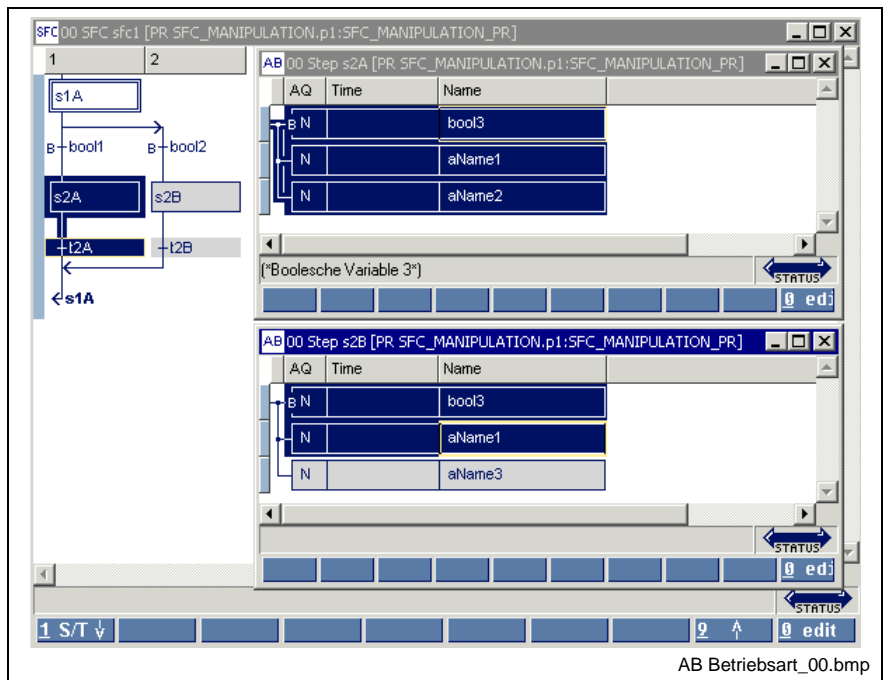 SFC 00 SFC sfc1 [PR SFC_MANIPULATION.p1:SFC_MANIPULATION_PR]
1 2
s1A
B bool1 B bool2
s2A s2B
t2A t2B
s1A
AB 00 Step s2A [PR SFC_MANIPULATION.p1:SFC_MANIPULATION_PR]
AQ Time Name
B N bool3
N aName1
N aName2
(*Boolesche Variable 3*)
STATUS
0 edi
AB 00 Step s2B [PR SFC_MANIPULATION.p1:SFC_MANIPULATION_PR]
AQ Time Name
B N bool3
N aName1
N aName3
STATUS
0 edi
STATUS
1 S/T 9 0 edit
AB Betriebsart_00.bmp